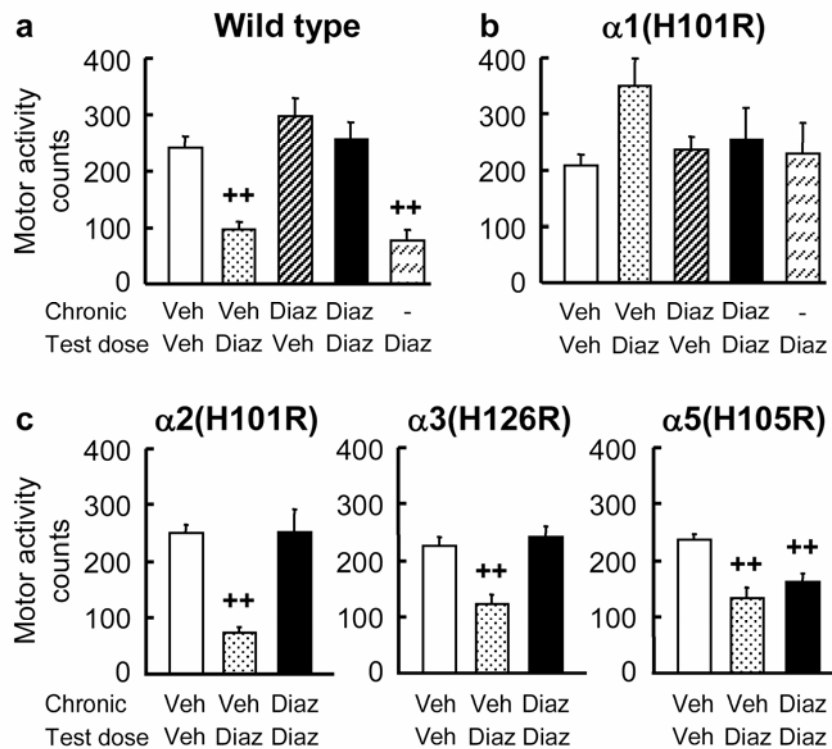 a Wild type
b α1(H101R)
Motor activity counts
400
300
200
100
0
++
++
Chronic Veh Veh Diaz Diaz -
Test dose Veh Diaz Veh Diaz Diaz
400
300
200
100
0
Veh Veh Diaz Diaz -
Veh Diaz Veh Diaz Diaz
c α2(H101R) α3(H126R) α5(H105R)
Motor activity counts
400
300
200
100
0
++
400
300
200
100
0
++
400
300
200
100
0
++
++
Chronic Veh Veh Diaz Veh Veh Diaz Veh Veh Diaz
Test dose Veh Diaz Diaz Veh Diaz Diaz Veh Diaz Diaz